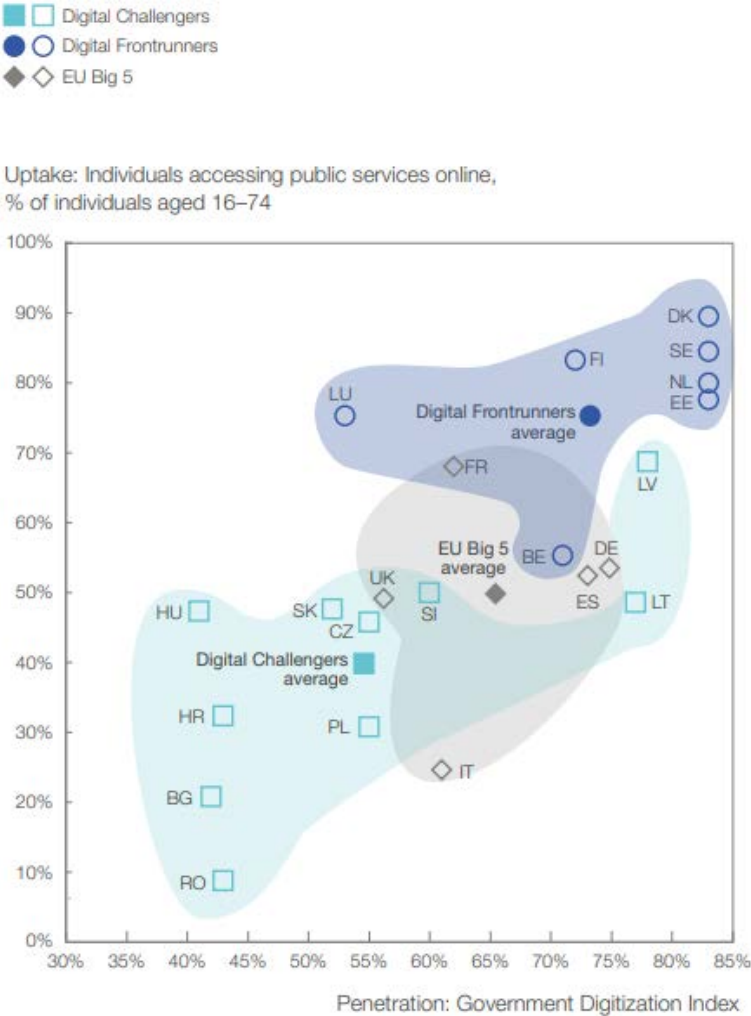 Digital Challengers
Digital Frontrunners
EU Big 5
Uptake: Individuals accessing public services online,
% of individuals aged 16–74
100%
90%
DK
SE
80%
FI
NL
EE
LU
Digital Frontrunners
average
70%
FR
LV
60%
EU Big 5
average
BE
DE
50%
UK
ES
LT
HU
SK
CZ
SI
40%
Digital Challengers
average
30%
HR
PL
IT
20%
BG
10%
RO
0%
30%
35%
40%
45%
50%
55%
60%
65%
70%
75%
80%
85%
Penetration: Government Digitization Index